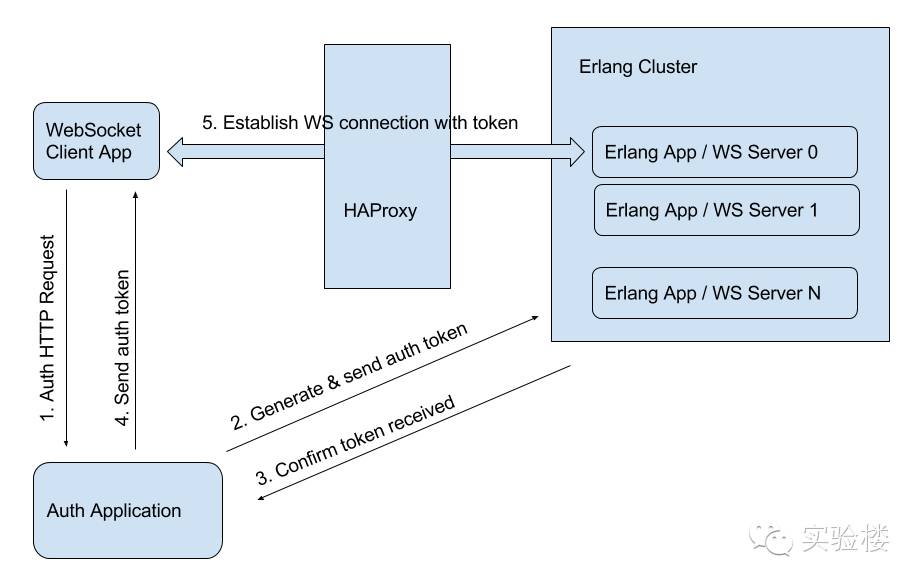 Erlang Cluster
WebSocket
Client App
5. Establish WS connection with token
Erlang App / WS Server 0
HAProxy
Erlang App / WS Server 1
Erlang App / WS Server N
1. Auth HTTP Request
4. Send auth token
2. Generate & send auth token
3. Confirm token received
Auth Application
实验楼